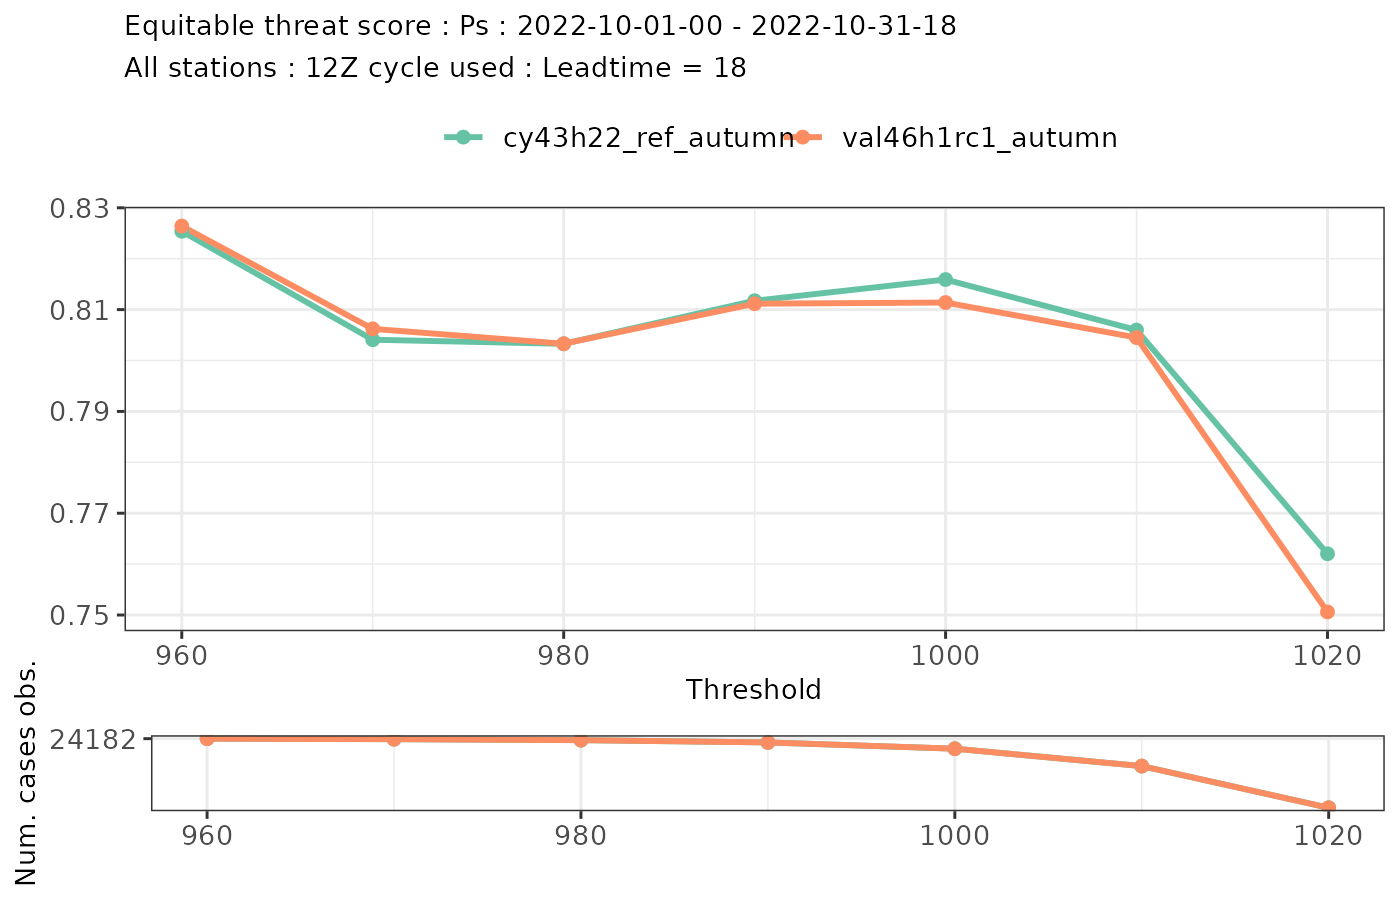 Equitable threat score : Ps : 2022-10-01-00 - 2022-10-31-18
All stations : 12Z cycle used : Leadtime = 18
cy43h22_ref_autumn val46h1rc1_autumn
0.83
0.81
0.79
0.77
0.75
960 980 1000 1020
Threshold
Num. cases obs.
24182
960 980 1000 1020